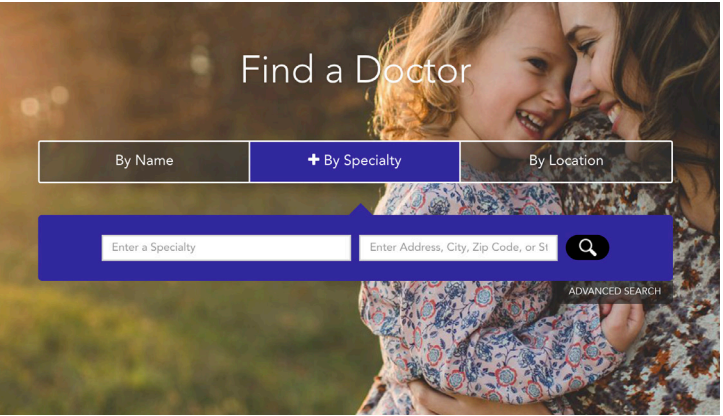 Find a Doctor
By Name
+ By Specialty
By Location
Enter a Specialty
Enter Address, City, Zip Code, or St
ADVANCED SEARCH